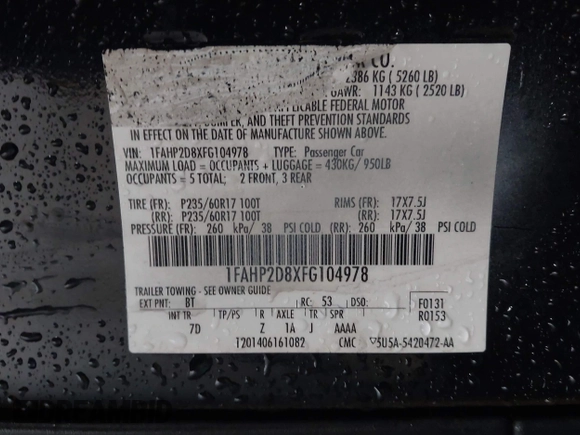 CO.
2386 KG ( 5260 LB)
GAWR: 1143 KG ( 2520 LB)
FEDERAL MOTOR
AND THEFT PREVENTION STANDARDS
IN EFFECT ON THE DATE OF MANUFACTURE SHOWN ABOVE.
VIN: 1FAHP2D8XFG104978 TYPE: Passenger Car
MAXIMUM LOAD = OCCUPANTS + LUGGAGE = 430KG/ 950LB
OCCUPANTS = 5 TOTAL; 2 FRONT, 3 REAR
TIRE (FR): P235/60R17 100T RIMS (FR): 17X7.5J
(RR): P235/60R17 100T (RR): 17X7.5J
PRESSURE (FR): 260 kPa/ 38 PSI COLD (RR): 260 kPa/ 38 PSI COLD
1FAHP2D8XFG104978
TRAILER TOWING - SEE OWNER GUIDE
EXT PNT: BT RC: 53 DSO: F0131
INT TR TP/PS R AXLE TR SPR R0153
7D Z 1A J AAAA
T201406161082 CMC ▽5U5A-5420472-AA